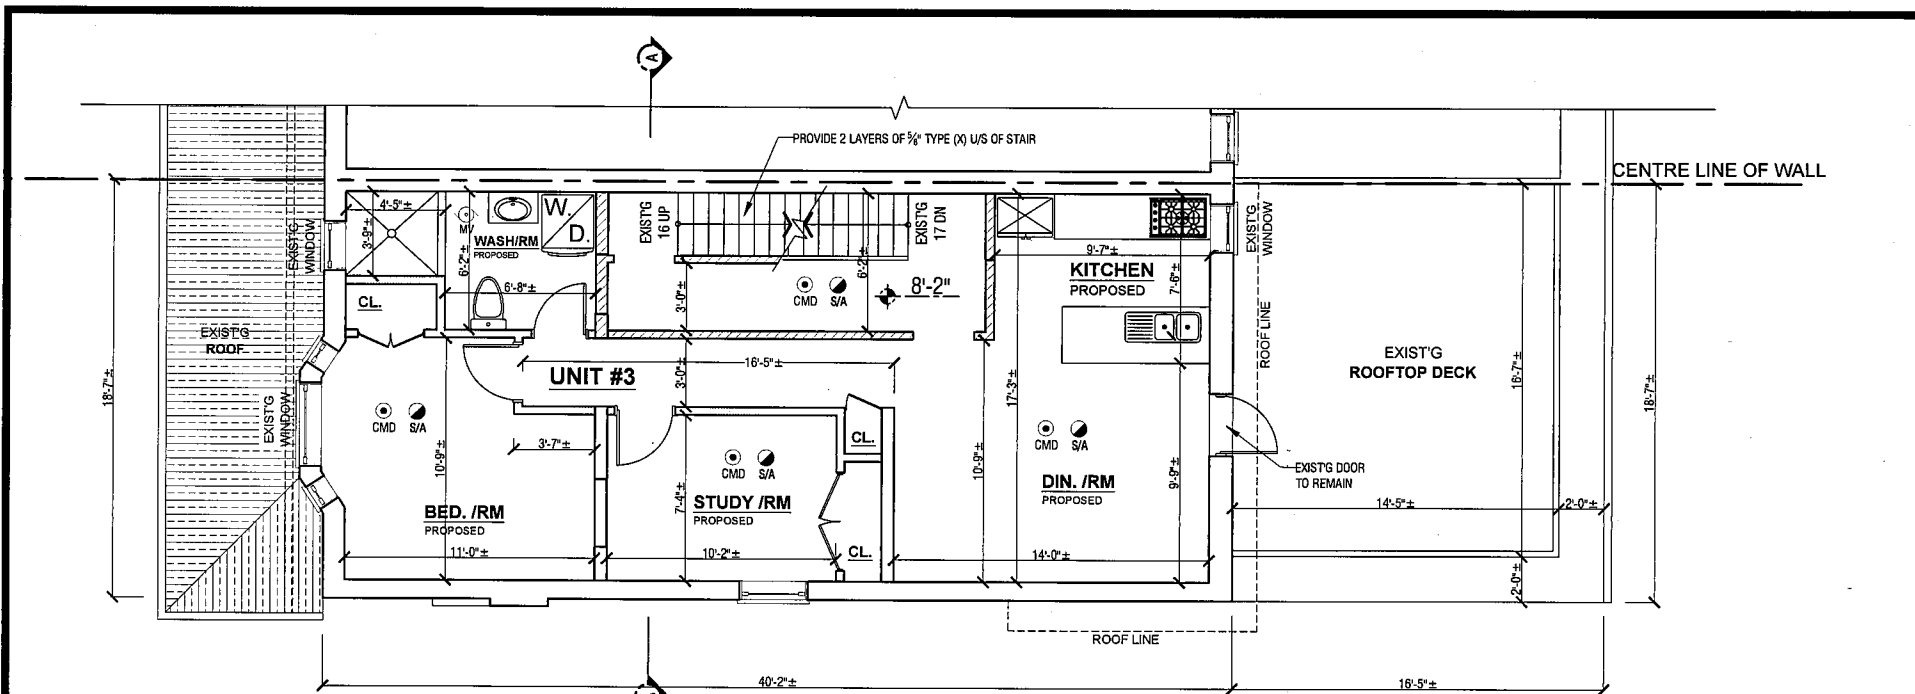 A
PROVIDE 2 LAYERS OF ⅝" TYPE (X) U/S OF STAIR
CENTRE LINE OF WALL
4'-5"±
3'-9"±
EXIST'G
WINDOW
MV
WASH/RM
PROPOSED
W.
D.
6'-2"±
6'-8"±
CL.
EXIST'G
16 UP
EXIST'G
17 DN
3'-0"±
CMD
S/A
6'-2"±
8'-2"
9'-7"±
KITCHEN
PROPOSED
7'-6"±
EXIST'G
WINDOW
ROOF LINE
EXIST'G
ROOF
18'-7"±
EXIST'G
WINDOW
UNIT #3
16'-5"±
3'-0"±
17'-3"±
EXIST'G
ROOFTOP DECK
16'-7"±
18'-7"±
CMD
S/A
10'-9"±
3'-7"±
BED. /RM
PROPOSED
11'-0"±
CMD
S/A
7'-4"±
STUDY /RM
PROPOSED
10'-2"±
CL.
CL.
10'-9"±
CMD
S/A
DIN. /RM
PROPOSED
9'-9"±
14'-0"±
EXIST'G DOOR
TO REMAIN
14'-5"±
2'-0"±
2'-0"±
ROOF LINE
40'-2"±
16'-5"±